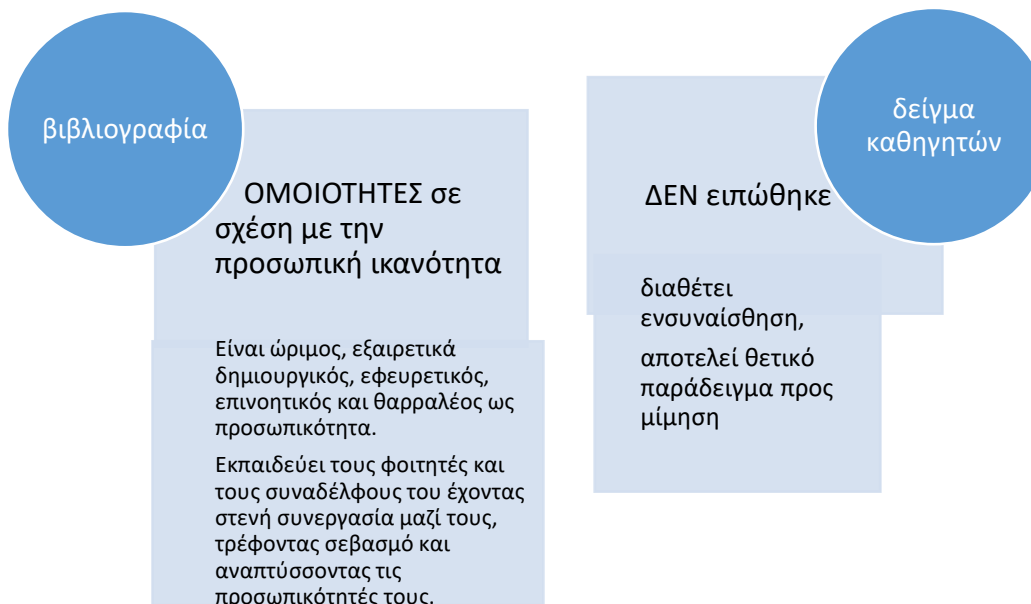 βιβλιογραφία
ΟΜΟΙΟΤΗΤΕΣ σε
σχέση με την
προσωπική ικανότητα
Είναι ώριμος, εξαιρετικά
δημιουργικός, εφευρετικός,
επινοητικός και θαρραλέος ως
προσωπικότητα.
Εκπαιδεύει τους φοιτητές και
τους συναδέλφους του έχοντας
στενή συνεργασία μαζί τους,
τρέφοντας σεβασμό και
αναπτύσσοντας τις
προσωπικότητές τους.
δείγμα
καθηγητών
ΔΕΝ ειπώθηκε
διαθέτει
ενσυναίσθηση,
αποτελεί θετικό
παράδειγμα προς
μίμηση